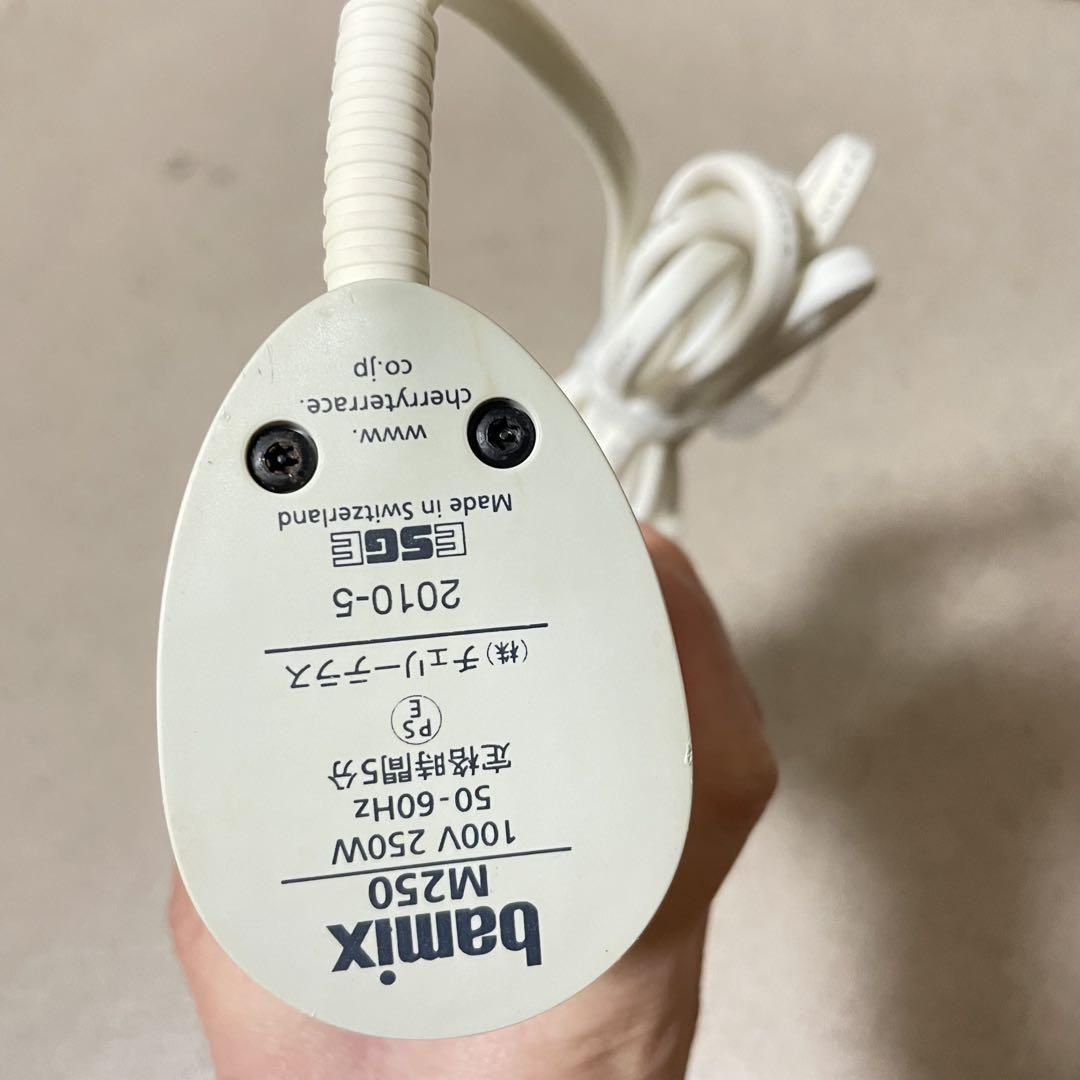 bamix
M250
100V 250W
50-60Hz
定格時間5分
PS
E
(株)チェリーテラス
2010-5
ESGE
Made in Switzerland
www.
cherryterrace.
co.jp